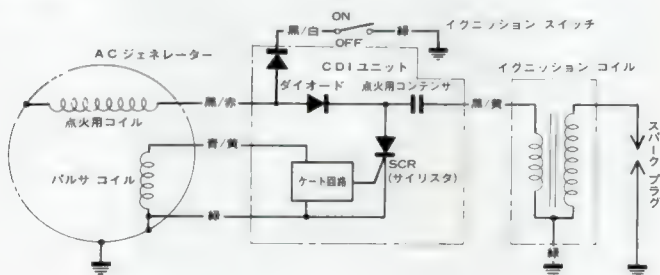 ON
黒/白
緑
イグニッション スイッチ
OFF
ACジェネレーター
CDIユニット
イグニッション コイル
ダイオード
点火用コンデンサ
黒/赤
黒/黄
点火用コイル
青/黄
パルサ コイル
ゲート回路
SCR
(サイリスタ)
スパーク プラグ
緑
緑